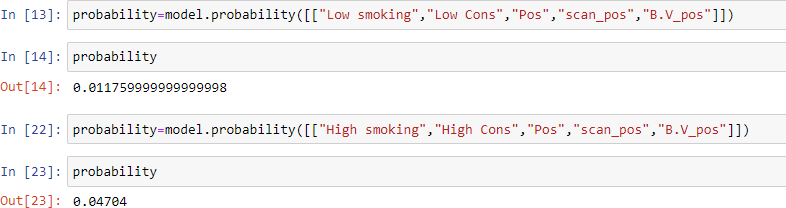 In [13]: probability=model.probability([["Low smoking","Low Cons","Pos","scan_pos","B.V_pos"]])
In [14]: probability
Out[14]: 0.011759999999999998
In [22]: probability=model.probability([["High smoking","High Cons","Pos","scan_pos","B.V_pos"]])
In [23]: probability
Out[23]: 0.04704